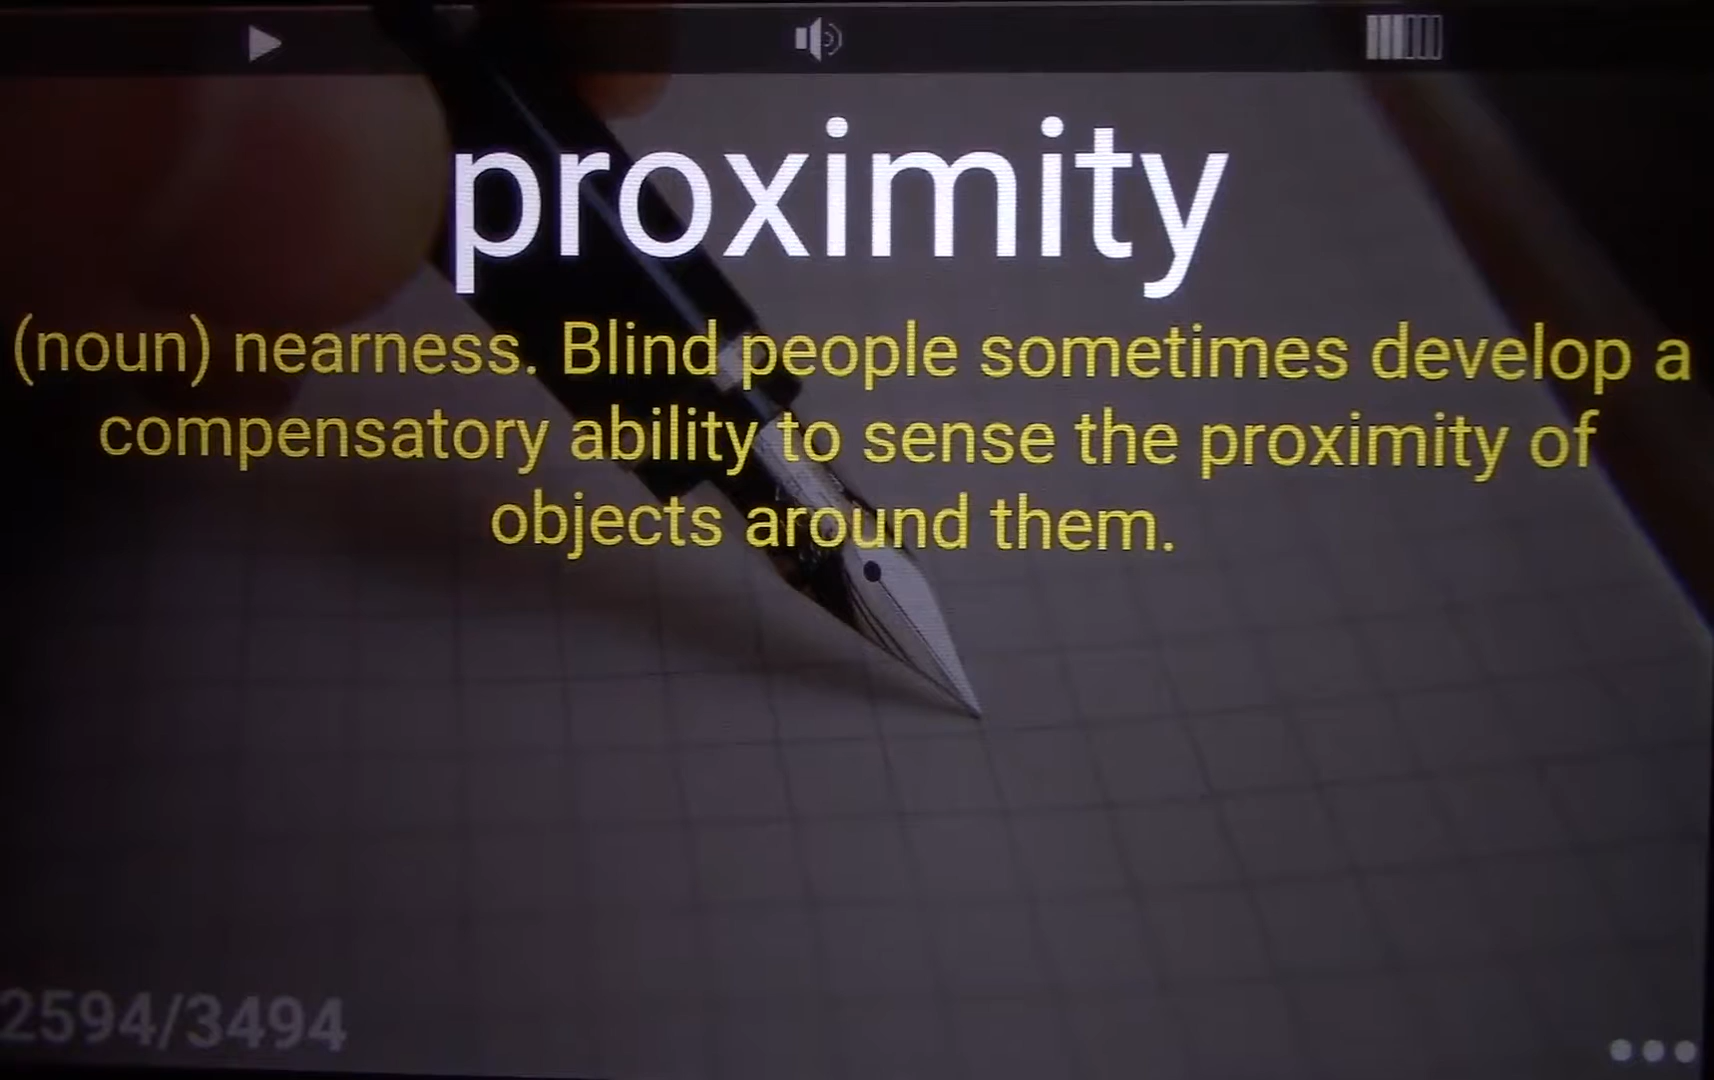 proximity
(noun) nearness. Blind people sometimes develop a
compensatory ability to sense the proximity of
objects around them.
2594/3494